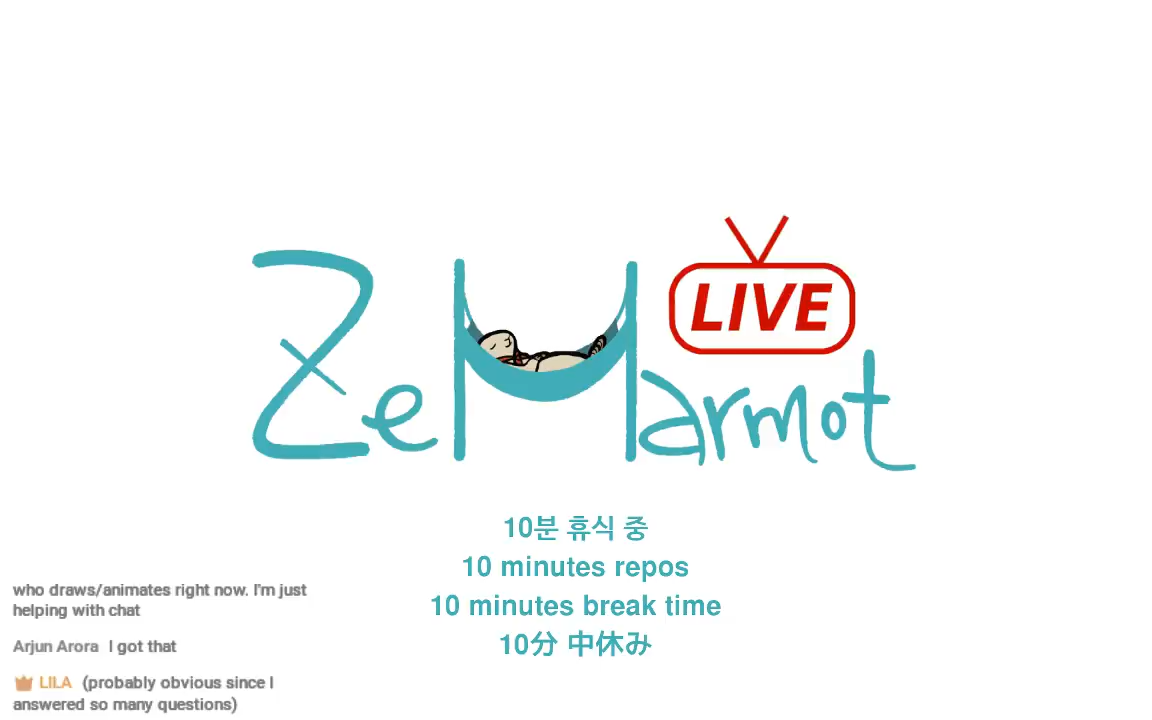 LIVE
ZeMarmot
10분 휴식 중
10 minutes repos
10 minutes break time
10分 中休み
who draws/animates right now. I'm just
helping with chat
Arjun Arora I got that
LILA (probably obvious since I
answered so many questions)